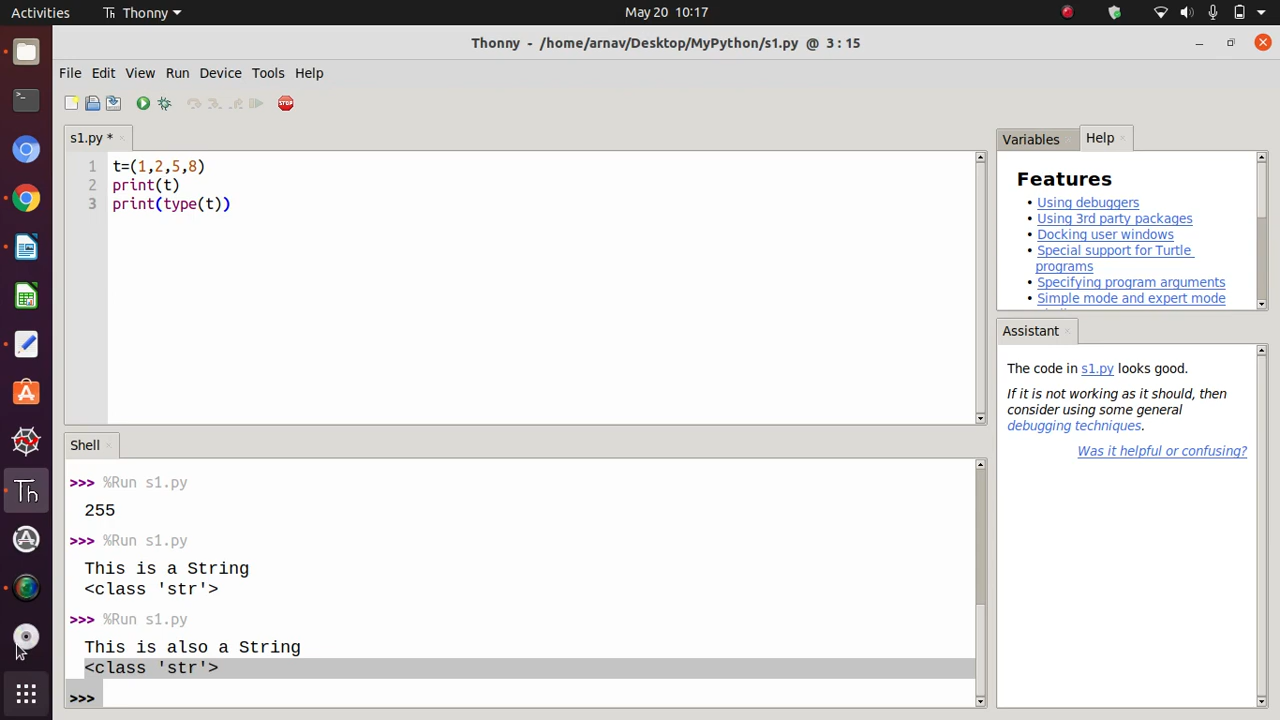 Activities
Thonny
May 20 10:17
Thonny - /home/arnav/Desktop/MyPython/s1.py @ 3 : 15
File Edit View Run Device Tools Help
STOP
s1.py *
1 t=(1,2,5,8)
2 print(t)
3 print(type(t))
Variables
Help
Features
• Using debuggers
• Using 3rd party packages
• Docking user windows
• Special support for Turtle
programs
• Specifying program arguments
• Simple mode and expert mode
Assistant
The code in s1.py looks good.
If it is not working as it should, then
consider using some general
debugging techniques.
Was it helpful or confusing?
Shell
>>> %Run s1.py
255
>>> %Run s1.py
This is a String
<class 'str'>
>>> %Run s1.py
This is also a String
<class 'str'>
>>>
Th